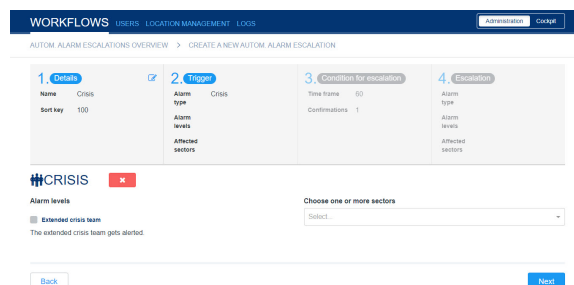 WORKFLOWS USERS LOCATION MANAGEMENT LOGS Administration Cockpit
AUTOM. ALARM ESCALATIONS OVERVIEW > CREATE A NEW AUTOM. ALARM ESCALATION
1. Details
Name Crisis
Sort key 100
2. Trigger
Alarm type Crisis
Alarm levels
Affected sectors
3. Condition for escalation
Time frame 60
Confirmations 1
4. Escalation
Alarm type
Alarm levels
Affected sectors
CRISIS
Alarm levels
Extended crisis team
The extended crisis team gets alerted.
Choose one or more sectors
Select...
Back Next